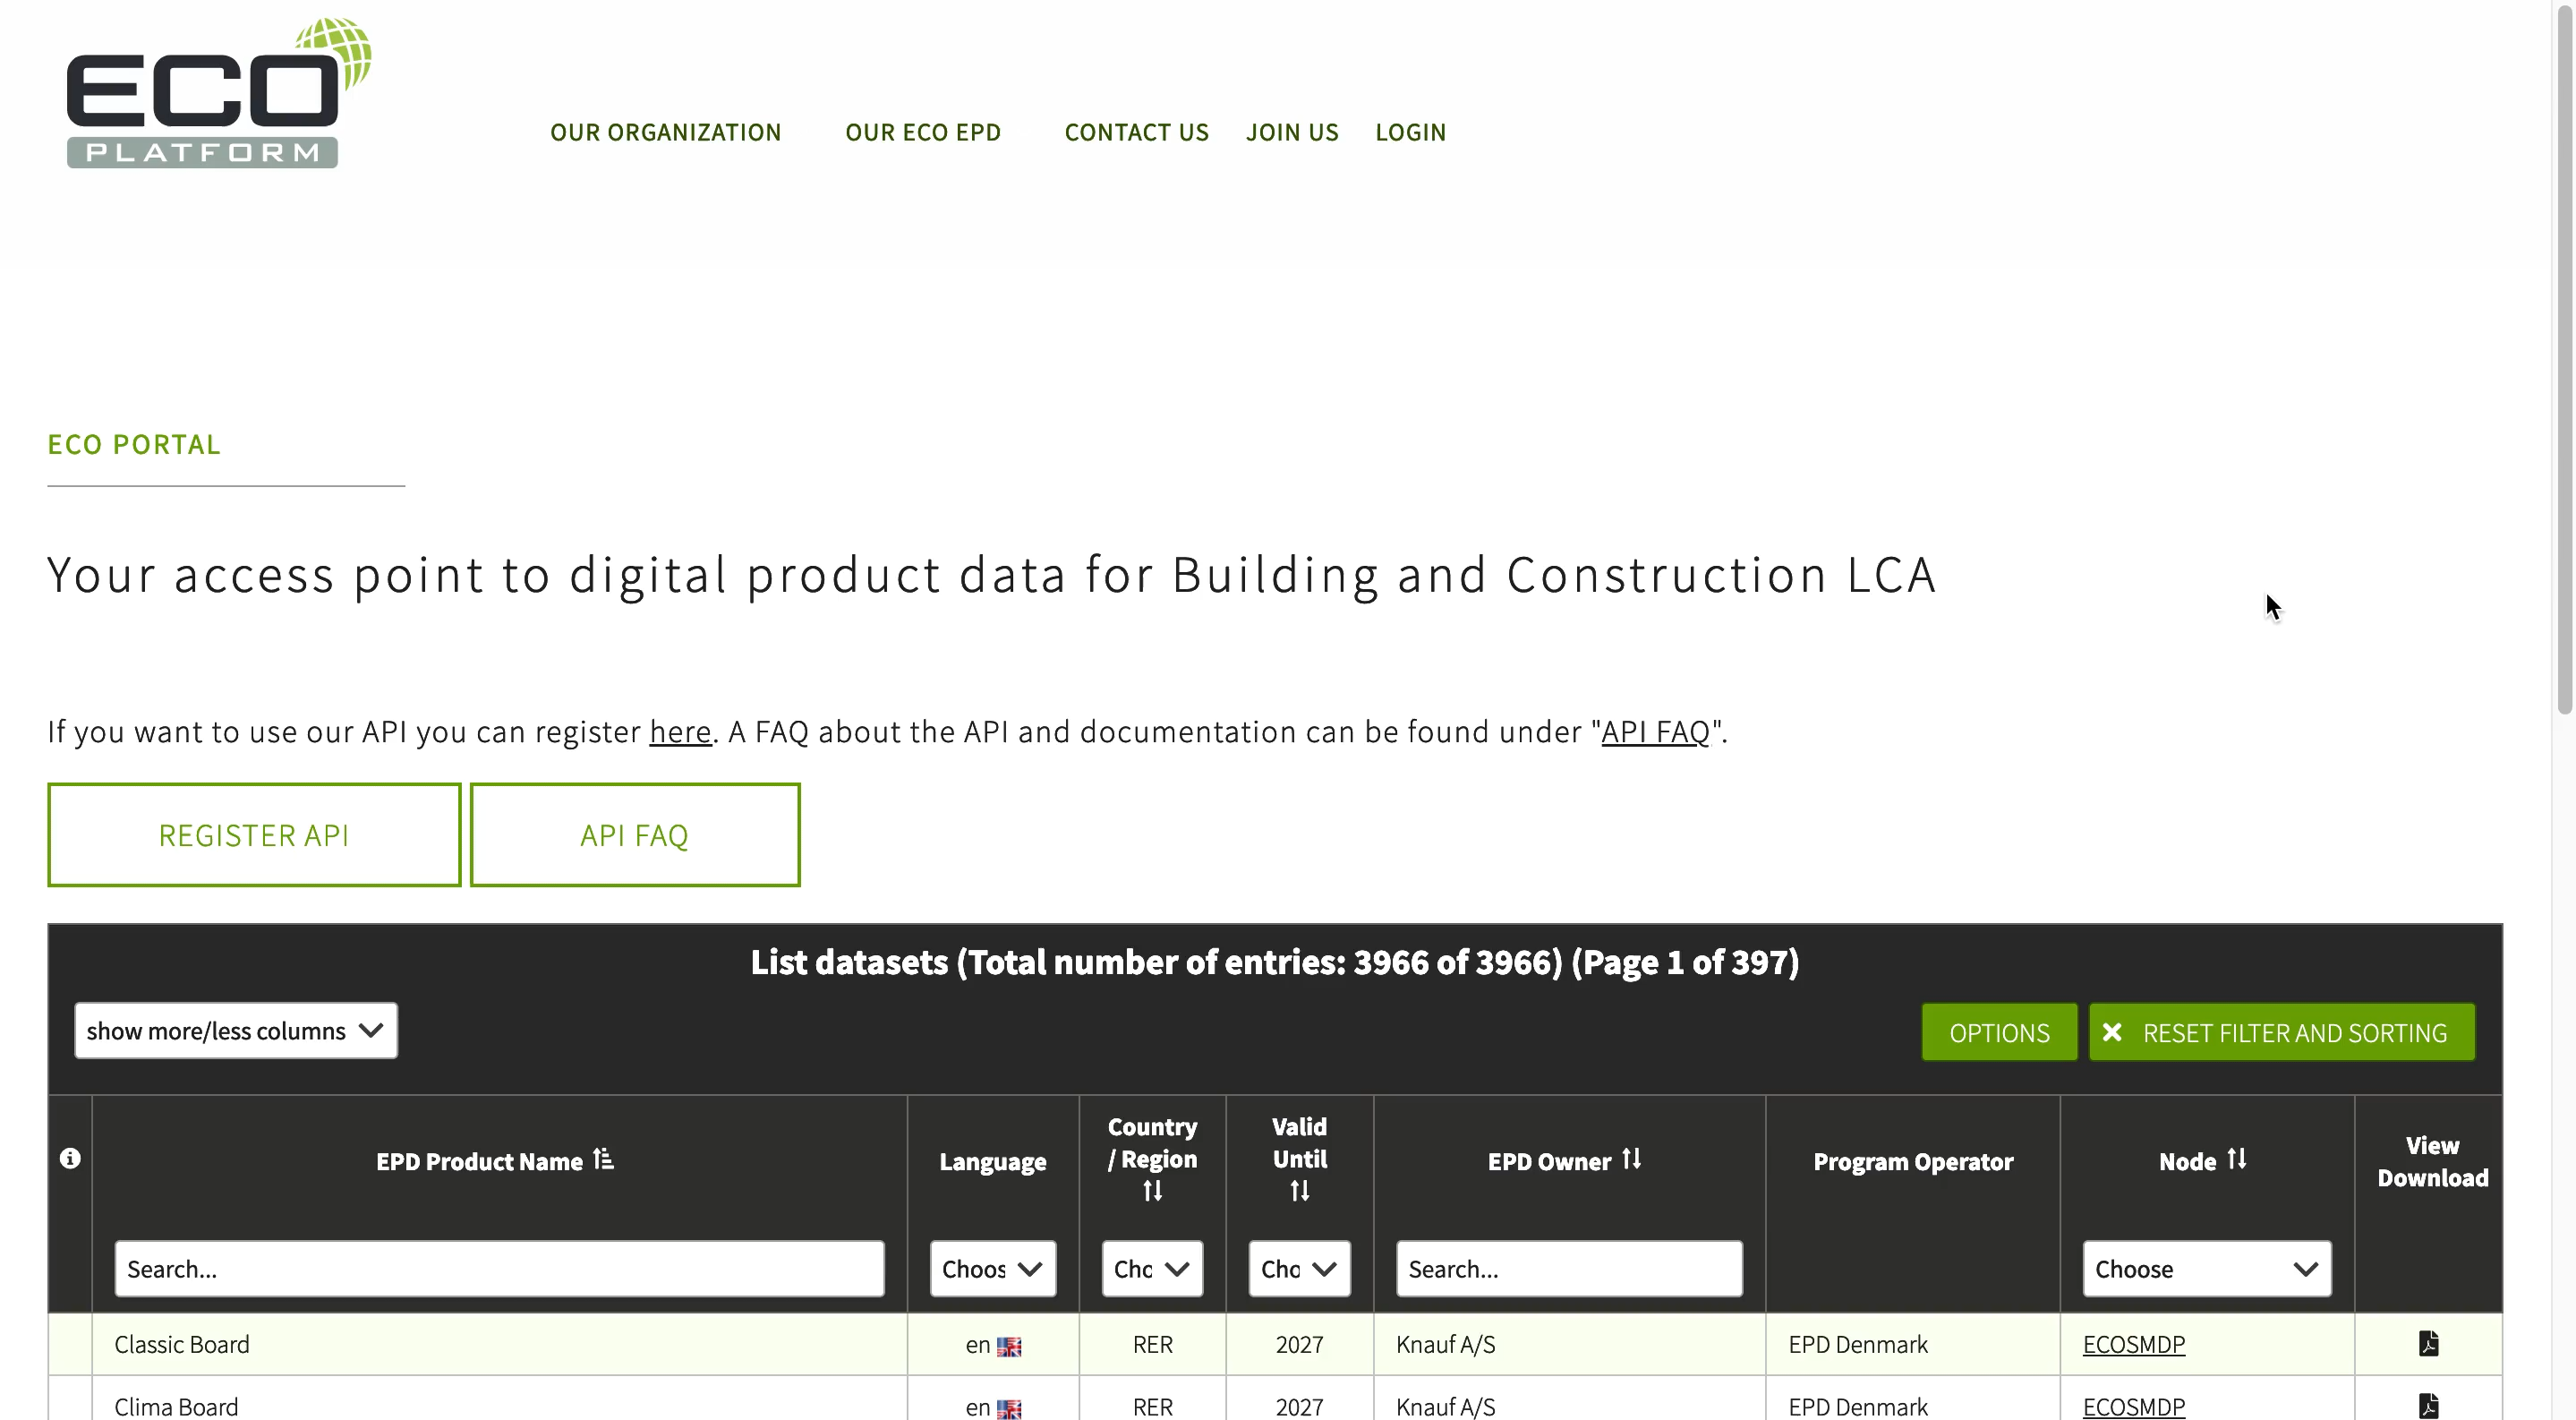 ECO
PLATFORM
OUR ORGANIZATION OUR ECO EPD CONTACT US JOIN US LOGIN
ECO PORTAL
Your access point to digital product data for Building and Construction LCA
If you want to use our API you can register here. A FAQ about the API and documentation can be found under "API FAQ".
REGISTER API API FAQ
List datasets (Total number of entries: 3966 of 3966) (Page 1 of 397)
show more/less columns OPTIONS RESET FILTER AND SORTING
EPD Product Name Language Country / Region Valid Until EPD Owner Program Operator Node View Download
Search... Choos Cho Cho Search... Choose
Classic Board en RER 2027 Knauf A/S EPD Denmark ECOSMDP
Clima Board en RER 2027 Knauf A/S EPD Denmark ECOSMDP